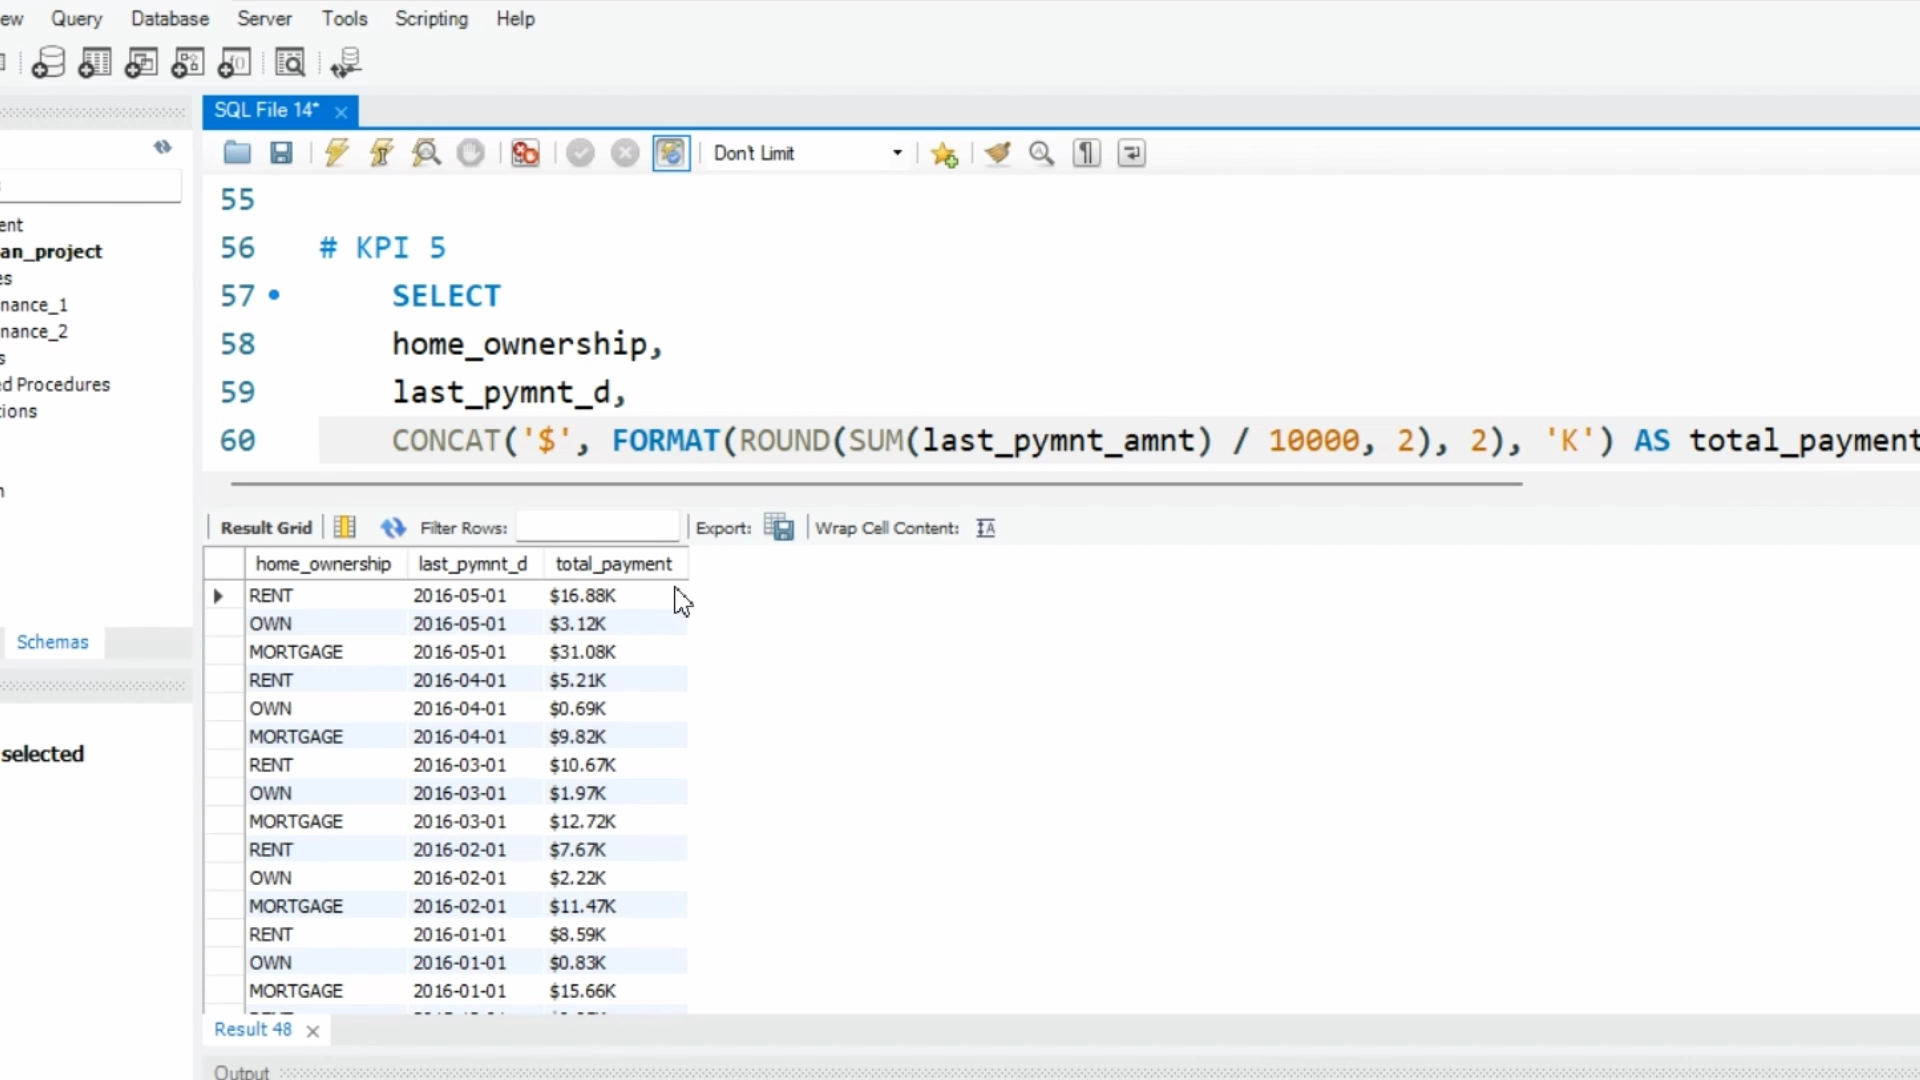 ew Query Database Server Tools Scripting Help
SQL File 14*
Don't Limit
ent
an_project
es
nance_1
nance_2
s
ed Procedures
tions
n
Schemas
selected
55
56 # KPI 5
57 SELECT
58 home_ownership,
59 last_pymnt_d,
60 CONCAT('$', FORMAT(ROUND(SUM(last_pymnt_amnt) / 10000, 2), 2), 'K') AS total_payment
Result Grid Filter Rows: Export: Wrap Cell Content:
home_ownership last_pymnt_d total_payment
RENT 2016-05-01 $16.88K
OWN 2016-05-01 $3.12K
MORTGAGE 2016-05-01 $31.08K
RENT 2016-04-01 $5.21K
OWN 2016-04-01 $0.69K
MORTGAGE 2016-04-01 $9.82K
RENT 2016-03-01 $10.67K
OWN 2016-03-01 $1.97K
MORTGAGE 2016-03-01 $12.72K
RENT 2016-02-01 $7.67K
OWN 2016-02-01 $2.22K
MORTGAGE 2016-02-01 $11.47K
RENT 2016-01-01 $8.59K
OWN 2016-01-01 $0.83K
MORTGAGE 2016-01-01 $15.66K
Result 48
Output